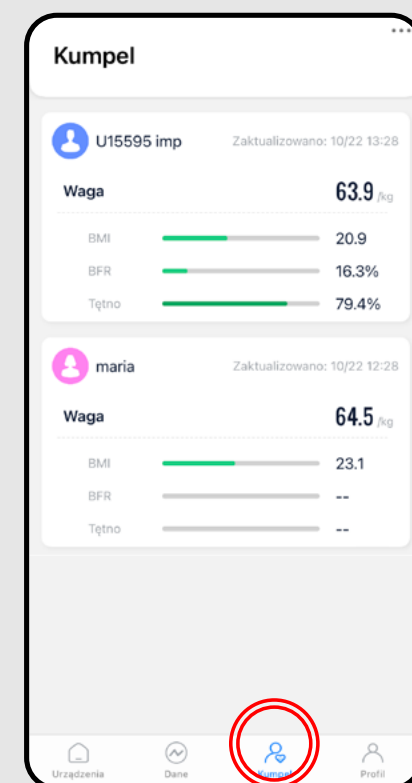 Kumpel
U15595 imp Zaktualizowano: 10/22 13:28
Waga 63.9 /kg
BMI 20.9
BFR 16.3%
Tętno 79.4%
maria Zaktualizowano: 10/22 12:28
Waga 64.5 /kg
BMI 23.1
BFR --
Tętno --
Urządzenia Dane Kumpel Profil